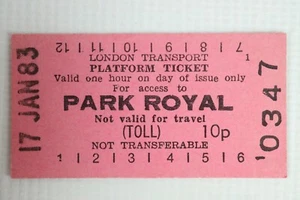 7 8 9 10 11 12
LONDON TRANSPORT 1
PLATFORM TICKET
Valid one hour on day of issue only
For access to
PARK ROYAL
Not valid for travel
(TOLL) 10p
NOT TRANSFERABLE
1 2 3 4 5 6
17 JAN 83
0347